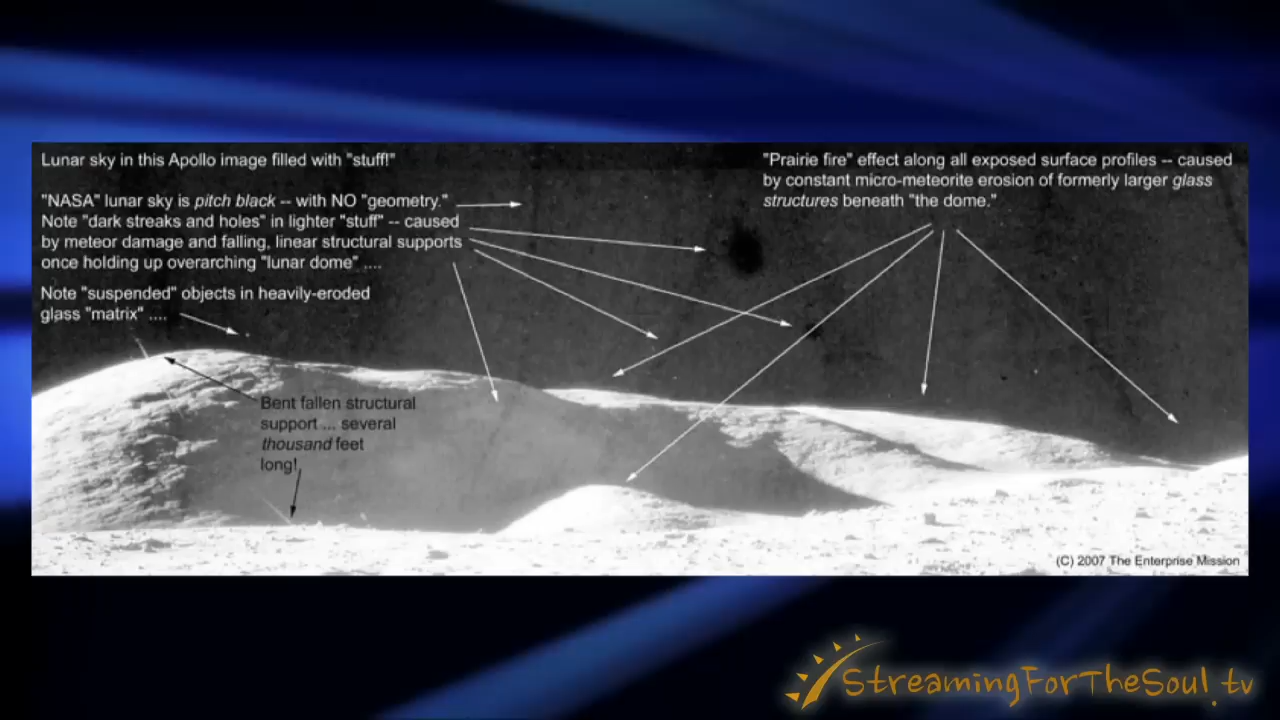 Lunar sky in this Apollo image filled with "stuff!"
"NASA" lunar sky is pitch black -- with NO "geometry."
Note "dark streaks and holes" in lighter "stuff" -- caused
by meteor damage and falling, linear structural supports
once holding up overarching "lunar dome" ....
Note "suspended" objects in heavily-eroded
glass "matrix" ....
"Prairie fire" effect along all exposed surface profiles -- caused
by constant micro-meteorite erosion of formerly larger glass
structures beneath "the dome."
Bent fallen structural
support ... several
thousand feet
long!
(C) 2007 The Enterprise Mission
StreamingForTheSoul.tv